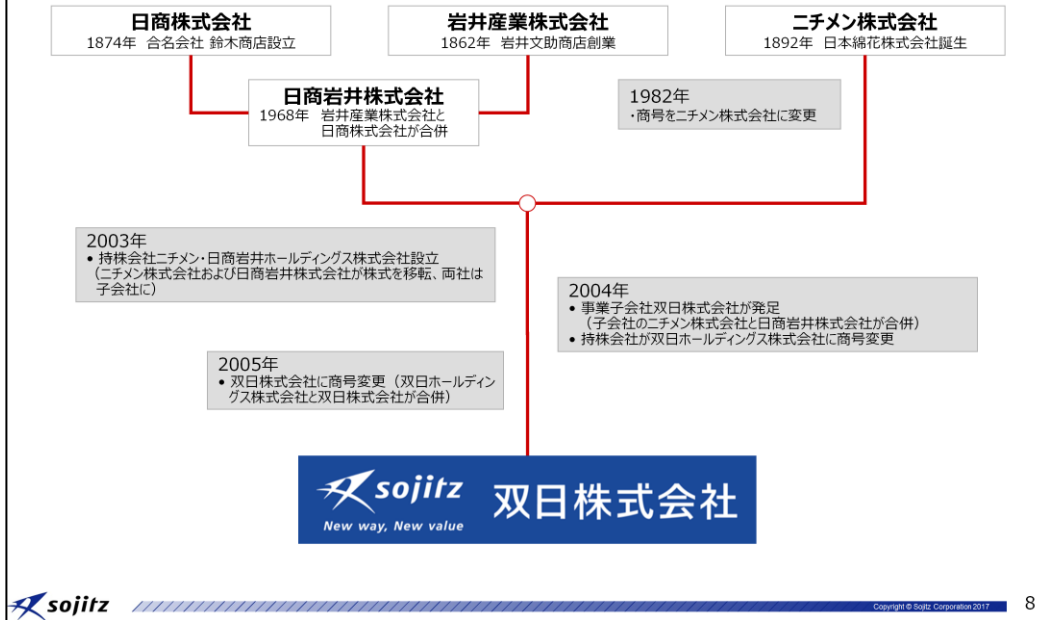 日商株式会社
1874年 合名会社 鈴木商店設立
岩井産業株式会社
1862年 岩井文助商店創業
ニチメン株式会社
1892年 日本綿花株式会社誕生
日商岩井株式会社
1968年 岩井産業株式会社と
日商株式会社が合併
1982年
・商号をニチメン株式会社に変更
2003年
• 持株会社ニチメン・日商岩井ホールディングス株式会社設立
（ニチメン株式会社および日商岩井株式会社が株式を移転、両社は
子会社に）
2004年
• 事業子会社双日株式会社が発足
（子会社のニチメン株式会社と日商岩井株式会社が合併）
• 持株会社が双日ホールディングス株式会社に商号変更
2005年
• 双日株式会社に商号変更（双日ホールディン
グス株式会社と双日株式会社が合併）
sojitz
New way, New value
双日株式会社
sojitz
Copyright © Sojitz Corporation 2017
8